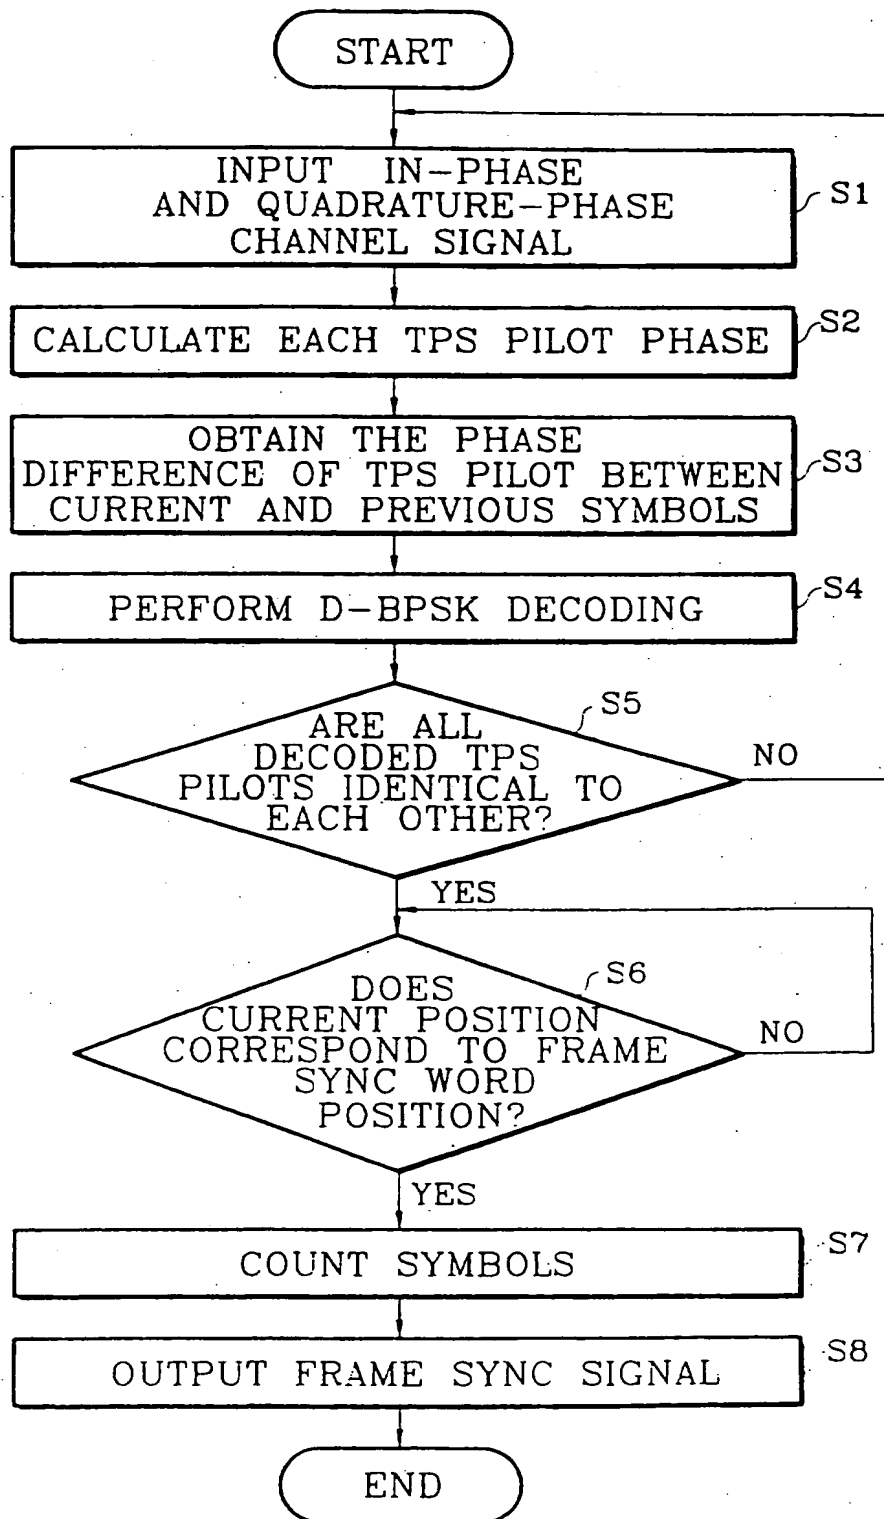 START
INPUT IN-PHASE
AND QUADRATURE-PHASE
CHANNEL SIGNAL
S1
CALCULATE EACH TPS PILOT PHASE
S2
OBTAIN THE PHASE
DIFFERENCE OF TPS PILOT BETWEEN
CURRENT AND PREVIOUS SYMBOLS
S3
PERFORM D-BPSK DECODING
S4
ARE ALL
DECODED TPS
PILOTS IDENTICAL TO
EACH OTHER?
S5
NO
YES
DOES
CURRENT POSITION
CORRESPOND TO FRAME
SYNC WORD
POSITION?
S6
NO
YES
COUNT SYMBOLS
S7
OUTPUT FRAME SYNC SIGNAL
S8
END